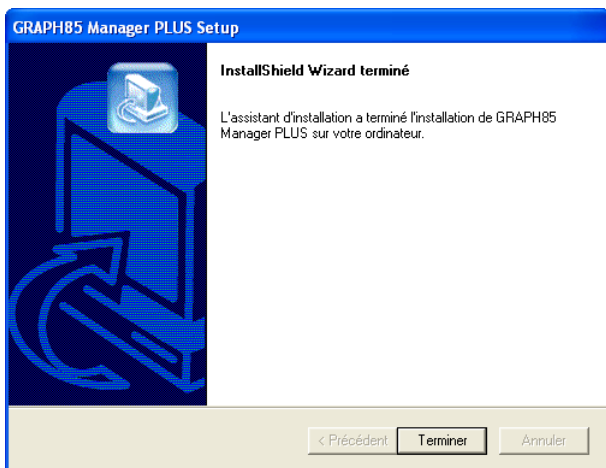 GRAPH85 Manager PLUS Setup
InstallShield Wizard terminé
L'assistant d'installation a terminé l'installation de GRAPH85
Manager PLUS sur votre ordinateur.
< Précédent
Terminer
Annuler